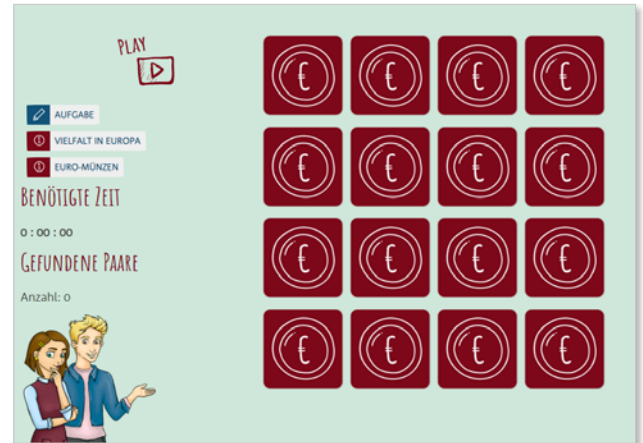 PLAY
AUFGABE
VIELFALT IN EUROPA
EURO-MÜNZEN
BENÖTIGTE ZEIT
0 : 00 : 00
GEFUNDENE PAARE
Anzahl: 0
€ € € €
€ € € €
€ € € €
€ € € €